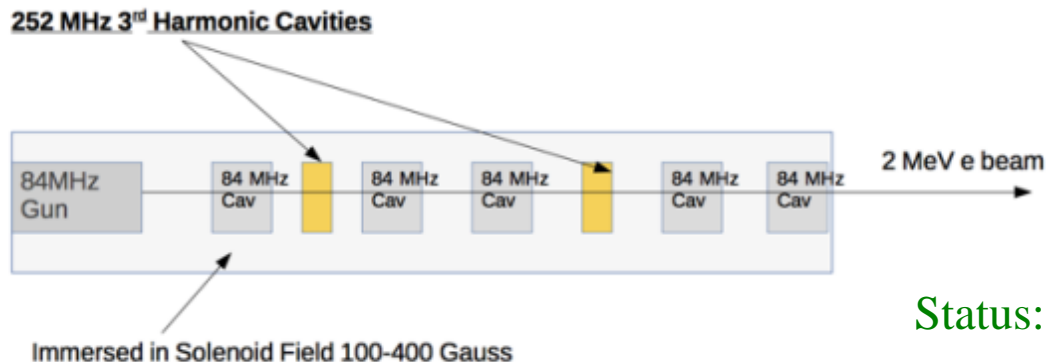 252 MHz 3rd Harmonic Cavities
84MHz
Gun
84 MHz
Cav
84 MHz
Cav
84 MHz
Cav
84 MHz
Cav
84 MHz
Cav
2 MeV e beam
Status:
Immersed in Solenoid Field 100-400 Gauss